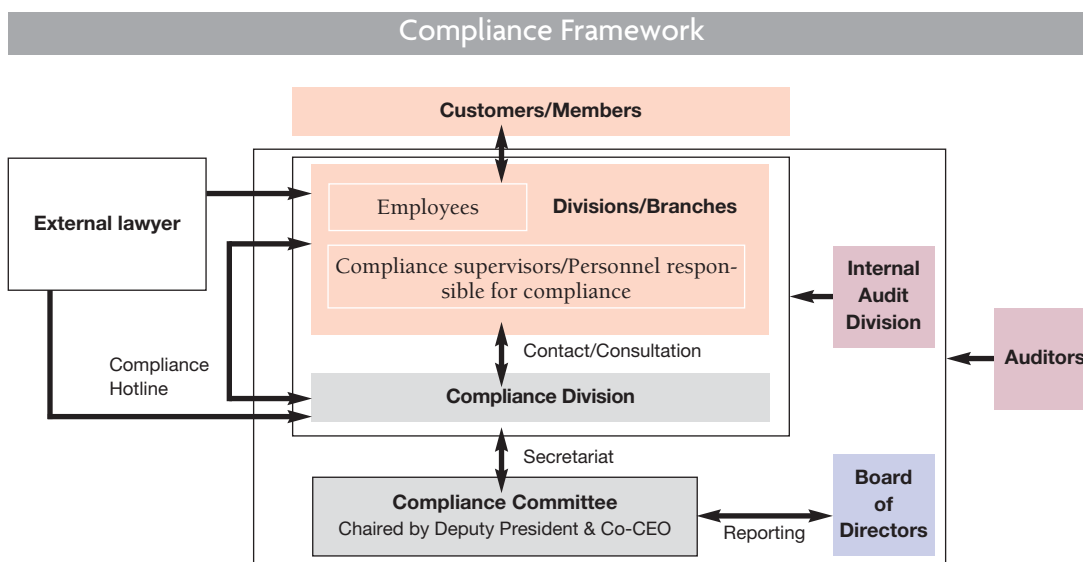 Compliance Framework
Customers/Members
External lawyer
Employees
Divisions/Branches
Compliance supervisors/Personnel respon-
sible for compliance
Internal
Audit
Division
Auditors
Contact/Consultation
Compliance
Hotline
Compliance Division
Secretariat
Compliance Committee
Chaired by Deputy President & Co-CEO
Reporting
Board
of
Directors